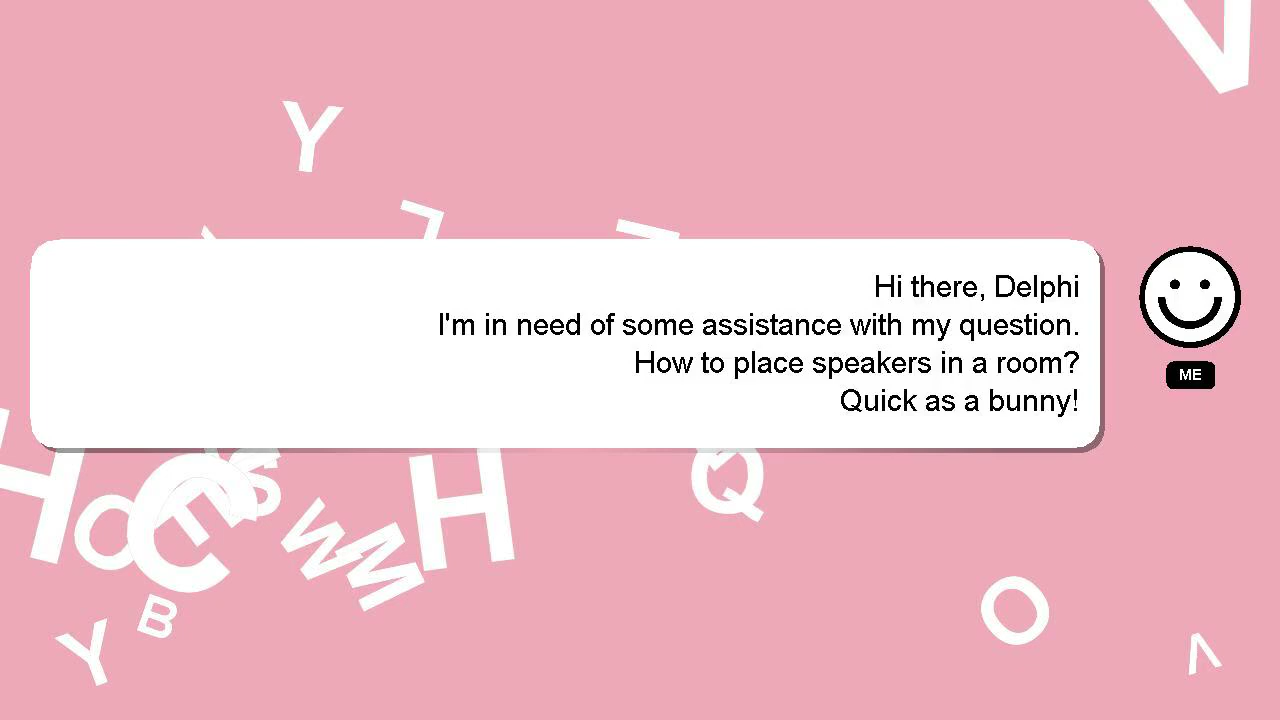 Hi there, Delphi
I'm in need of some assistance with my question.
How to place speakers in a room?
Quick as a bunny!
ME
V
Y
H
O
C
S
W
M
H
Q
B
Y
O
V